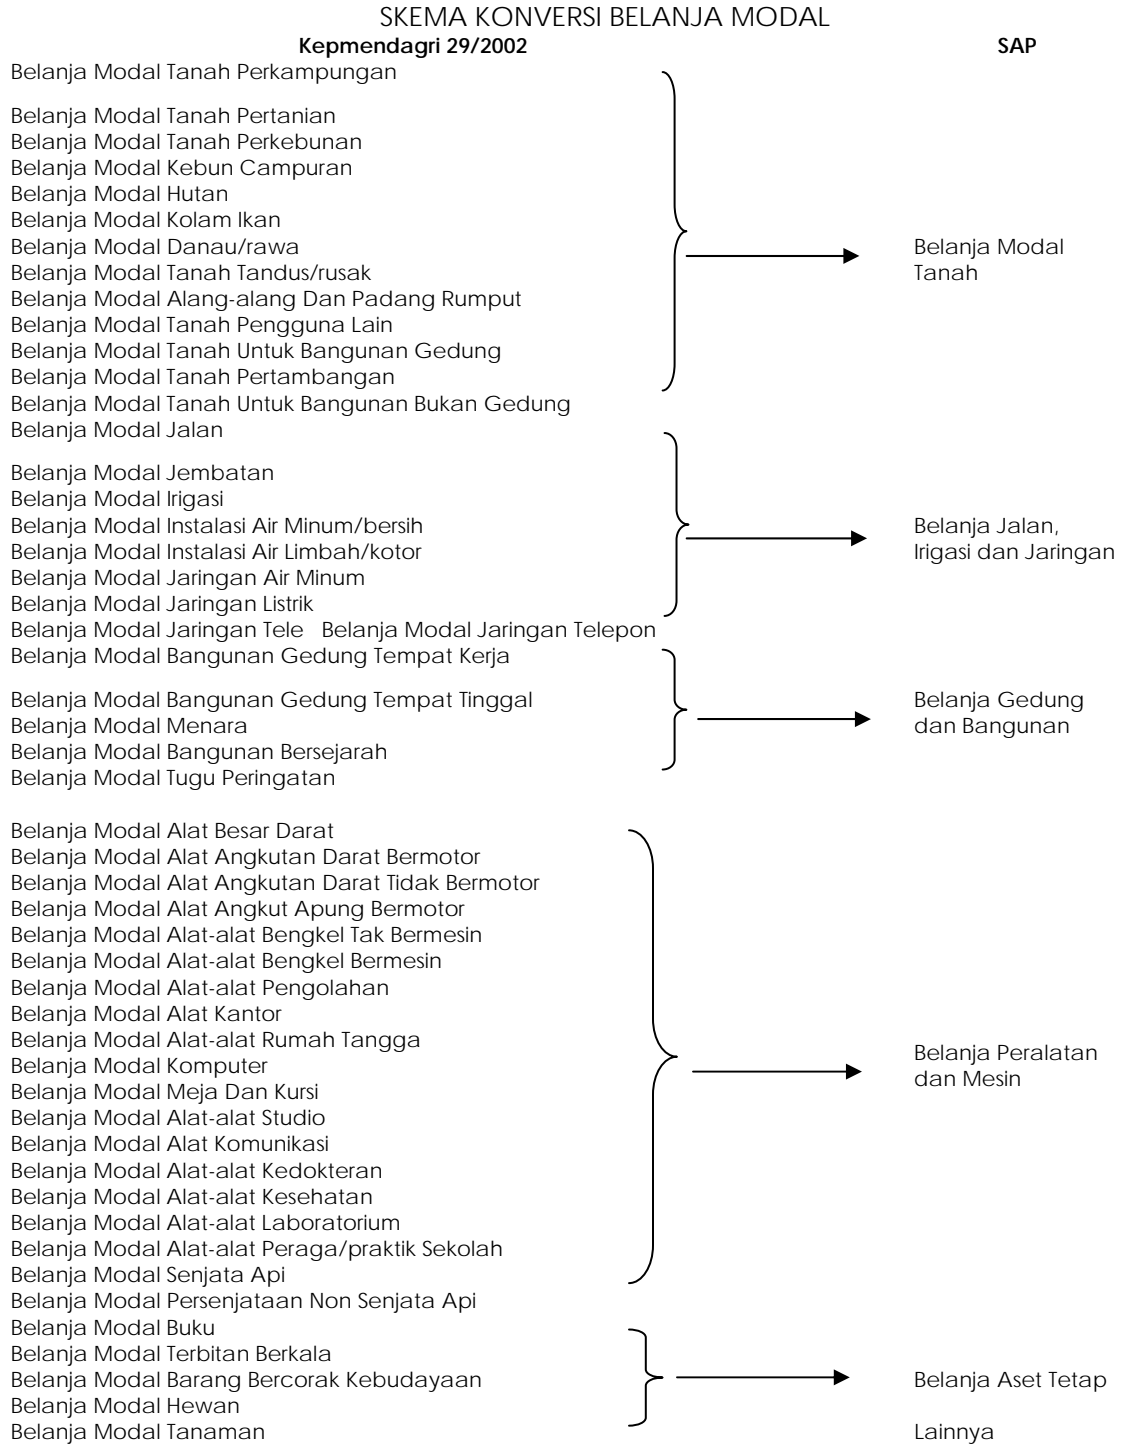 SKEMA KONVERSI BELANJA MODAL
Kepmendagri 29/2002 SAP
Belanja Modal Tanah Perkampungan
Belanja Modal Tanah Pertanian
Belanja Modal Tanah Perkebunan
Belanja Modal Kebun Campuran
Belanja Modal Hutan
Belanja Modal Kolam Ikan
Belanja Modal Danau/rawa Belanja Modal
Belanja Modal Tanah Tandus/rusak Tanah
Belanja Modal Alang-alang Dan Padang Rumput
Belanja Modal Tanah Pengguna Lain
Belanja Modal Tanah Untuk Bangunan Gedung
Belanja Modal Tanah Pertambangan
Belanja Modal Tanah Untuk Bangunan Bukan Gedung
Belanja Modal Jalan
Belanja Modal Jembatan
Belanja Modal Irigasi
Belanja Modal Instalasi Air Minum/bersih Belanja Jalan,
Belanja Modal Instalasi Air Limbah/kotor Irigasi dan Jaringan
Belanja Modal Jaringan Air Minum
Belanja Modal Jaringan Listrik
Belanja Modal Jaringan Tele Belanja Modal Jaringan Telepon
Belanja Modal Bangunan Gedung Tempat Kerja
Belanja Modal Bangunan Gedung Tempat Tinggal Belanja Gedung
Belanja Modal Menara dan Bangunan
Belanja Modal Bangunan Bersejarah
Belanja Modal Tugu Peringatan
Belanja Modal Alat Besar Darat
Belanja Modal Alat Angkutan Darat Bermotor
Belanja Modal Alat Angkutan Darat Tidak Bermotor
Belanja Modal Alat Angkut Apung Bermotor
Belanja Modal Alat-alat Bengkel Tak Bermesin
Belanja Modal Alat-alat Bengkel Bermesin
Belanja Modal Alat-alat Pengolahan
Belanja Modal Alat Kantor
Belanja Modal Alat-alat Rumah Tangga
Belanja Modal Komputer Belanja Peralatan
Belanja Modal Meja Dan Kursi dan Mesin
Belanja Modal Alat-alat Studio
Belanja Modal Alat Komunikasi
Belanja Modal Alat-alat Kedokteran
Belanja Modal Alat-alat Kesehatan
Belanja Modal Alat-alat Laboratorium
Belanja Modal Alat-alat Peraga/praktik Sekolah
Belanja Modal Senjata Api
Belanja Modal Persenjataan Non Senjata Api
Belanja Modal Buku
Belanja Modal Terbitan Berkala
Belanja Modal Barang Bercorak Kebudayaan Belanja Aset Tetap
Belanja Modal Hewan
Belanja Modal Tanaman Lainnya